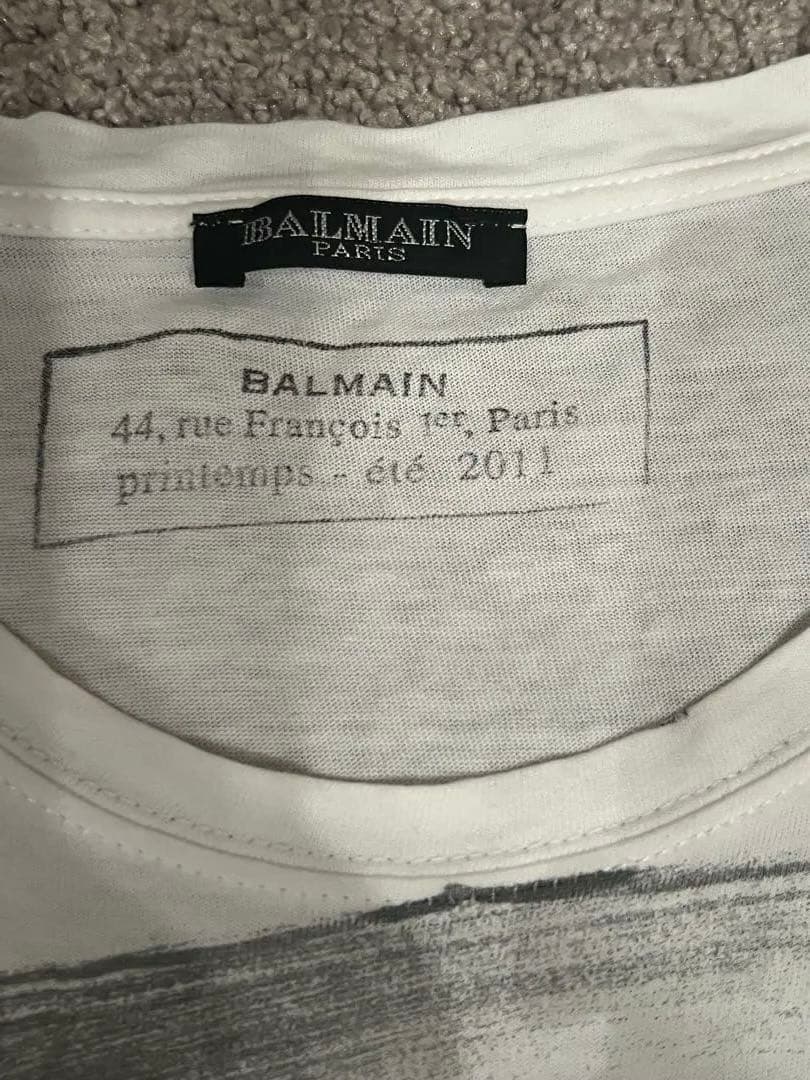 BALMAIN
PARIS
BALMAIN
44, rue François 1er, Paris
printemps - été 2011